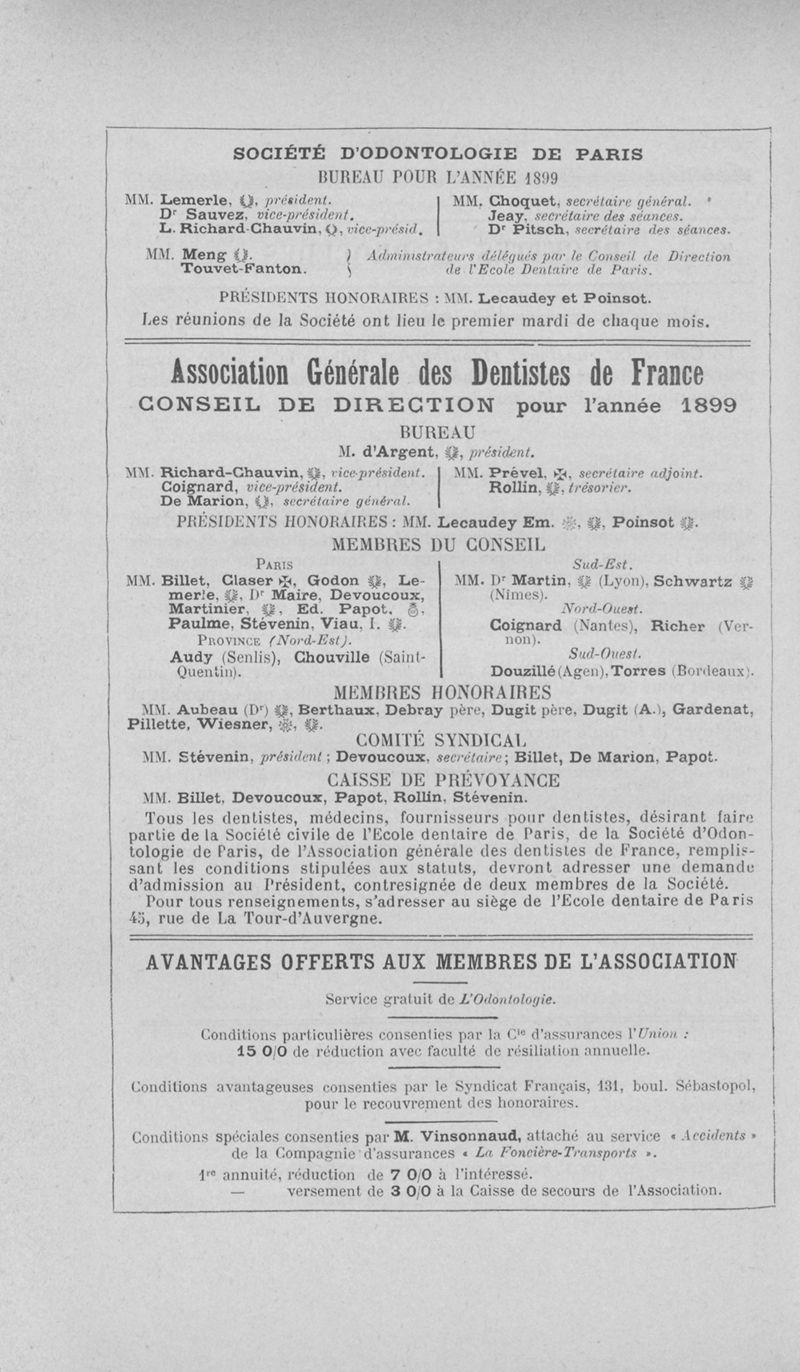 SOCIÉTÉ D'ODONTOLOGIE DE PARIS
BUREAU POUR L'ANNÉE 1899
MM. Lemerle, président.
Dr Sauvez, vice-président.
L. Richard-Chauvin, vice-présid.
MM. Choquet, secrétaire général.
Jeay, secrétaire des séances.
Dr Pitsch, secrétaire des séances.
MM. Meng
Touvet-Fanton.
Administrateurs délégués par le Conseil de Direction
de l'Ecole Dentaire de Paris.
PRÉSIDENTS HONORAIRES : MM. Lecaudey et Poinsot.
Les réunions de la Société ont lieu le premier mardi de chaque mois.
Association Générale des Dentistes de France
CONSEIL DE DIRECTION pour l'année 1899
BUREAU
M. d'Argent, président.
MM. Richard-Chauvin, vice-président.
Coignard, vice-président.
De Marion, secrétaire général.
MM. Prével, secrétaire adjoint.
Rollin, trésorier.
PRÉSIDENTS HONORAIRES : MM. Lecaudey Em. Poinsot
MEMBRES DU CONSEIL
PARIS
MM. Billet, Claser, Godon, Le-
merle, Dr Maire, Devoucoux,
Martinier, Ed. Papot,
Paulme, Stévenin, Viau, I.
PROVINCE (Nord-Est).
Audy (Senlis), Chouville (Saint-
Quentin).
Sud-Est.
MM. Dr Martin, (Lyon), Schwartz
(Nîmes).
Nord-Ouest.
Coignard (Nantes), Richer (Ver-
non).
Sud-Ouest.
Douzillé (Agen), Torres (Bordeaux).
MEMBRES HONORAIRES
MM. Aubeau (Dr), Berthaux, Debray père, Dugit père, Dugit (A.), Gardenat,
Pillette, Wiesner,
COMITÉ SYNDICAL
MM. Stévenin, président ; Devoucoux, secrétaire ; Billet, De Marion, Papot.
CAISSE DE PRÉVOYANCE
MM. Billet, Devoucoux, Papot, Rollin, Stévenin.
Tous les dentistes, médecins, fournisseurs pour dentistes, désirant faire
partie de la Société civile de l'Ecole dentaire de Paris, de la Société d'Odon-
tologie de Paris, de l'Association générale des dentistes de France, remplis-
sant les conditions stipulées aux statuts, devront adresser une demande
d'admission au Président, contresignée de deux membres de la Société.
Pour tous renseignements, s'adresser au siège de l'Ecole dentaire de Paris
45, rue de La Tour-d'Auvergne.
AVANTAGES OFFERTS AUX MEMBRES DE L'ASSOCIATION
Service gratuit de L'Odontologie.
Conditions particulières consenties par la Cie d'assurances l'Union :
15 0/0 de réduction avec faculté de résiliation annuelle.
Conditions avantageuses consenties par le Syndicat Français, 131, boul. Sébastopol,
pour le recouvrement des honoraires.
Conditions spéciales consenties par M. Vinsonnaud, attaché au service « Accidents »
de la Compagnie d'assurances « La Foncière-Transports ».
1re annuité, réduction de 7 0/0 à l'intéressé.
— versement de 3 0/0 à la Caisse de secours de l'Association.